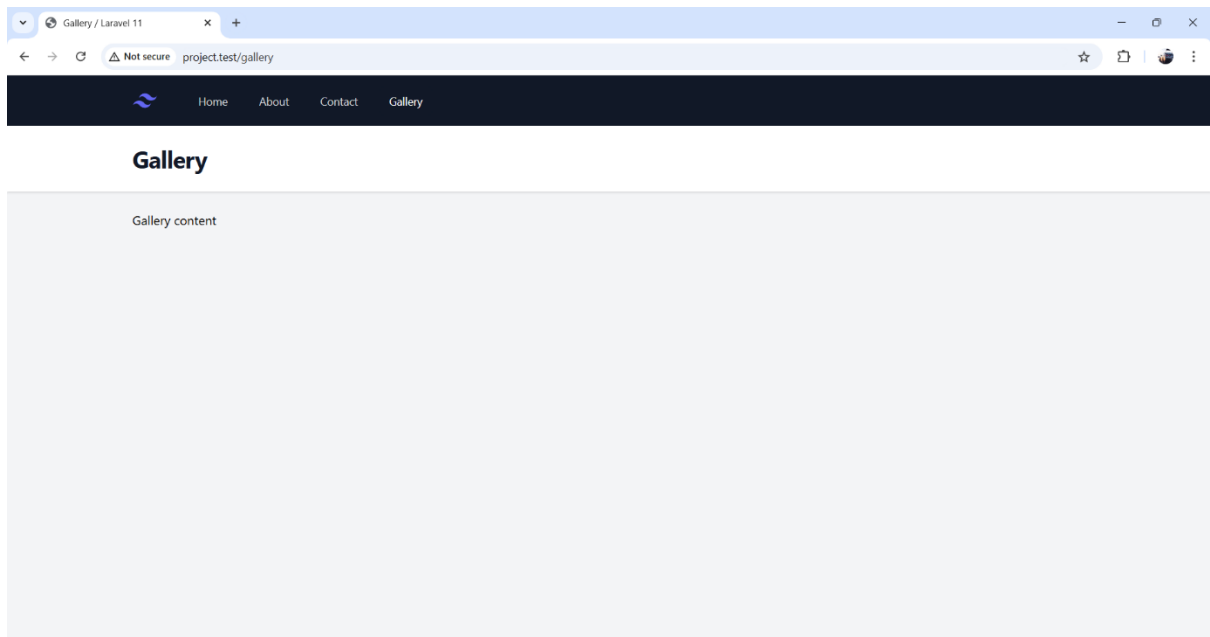 Gallery / Laravel 11
Not secure project.test/gallery
Home About Contact Gallery
Gallery
Gallery content